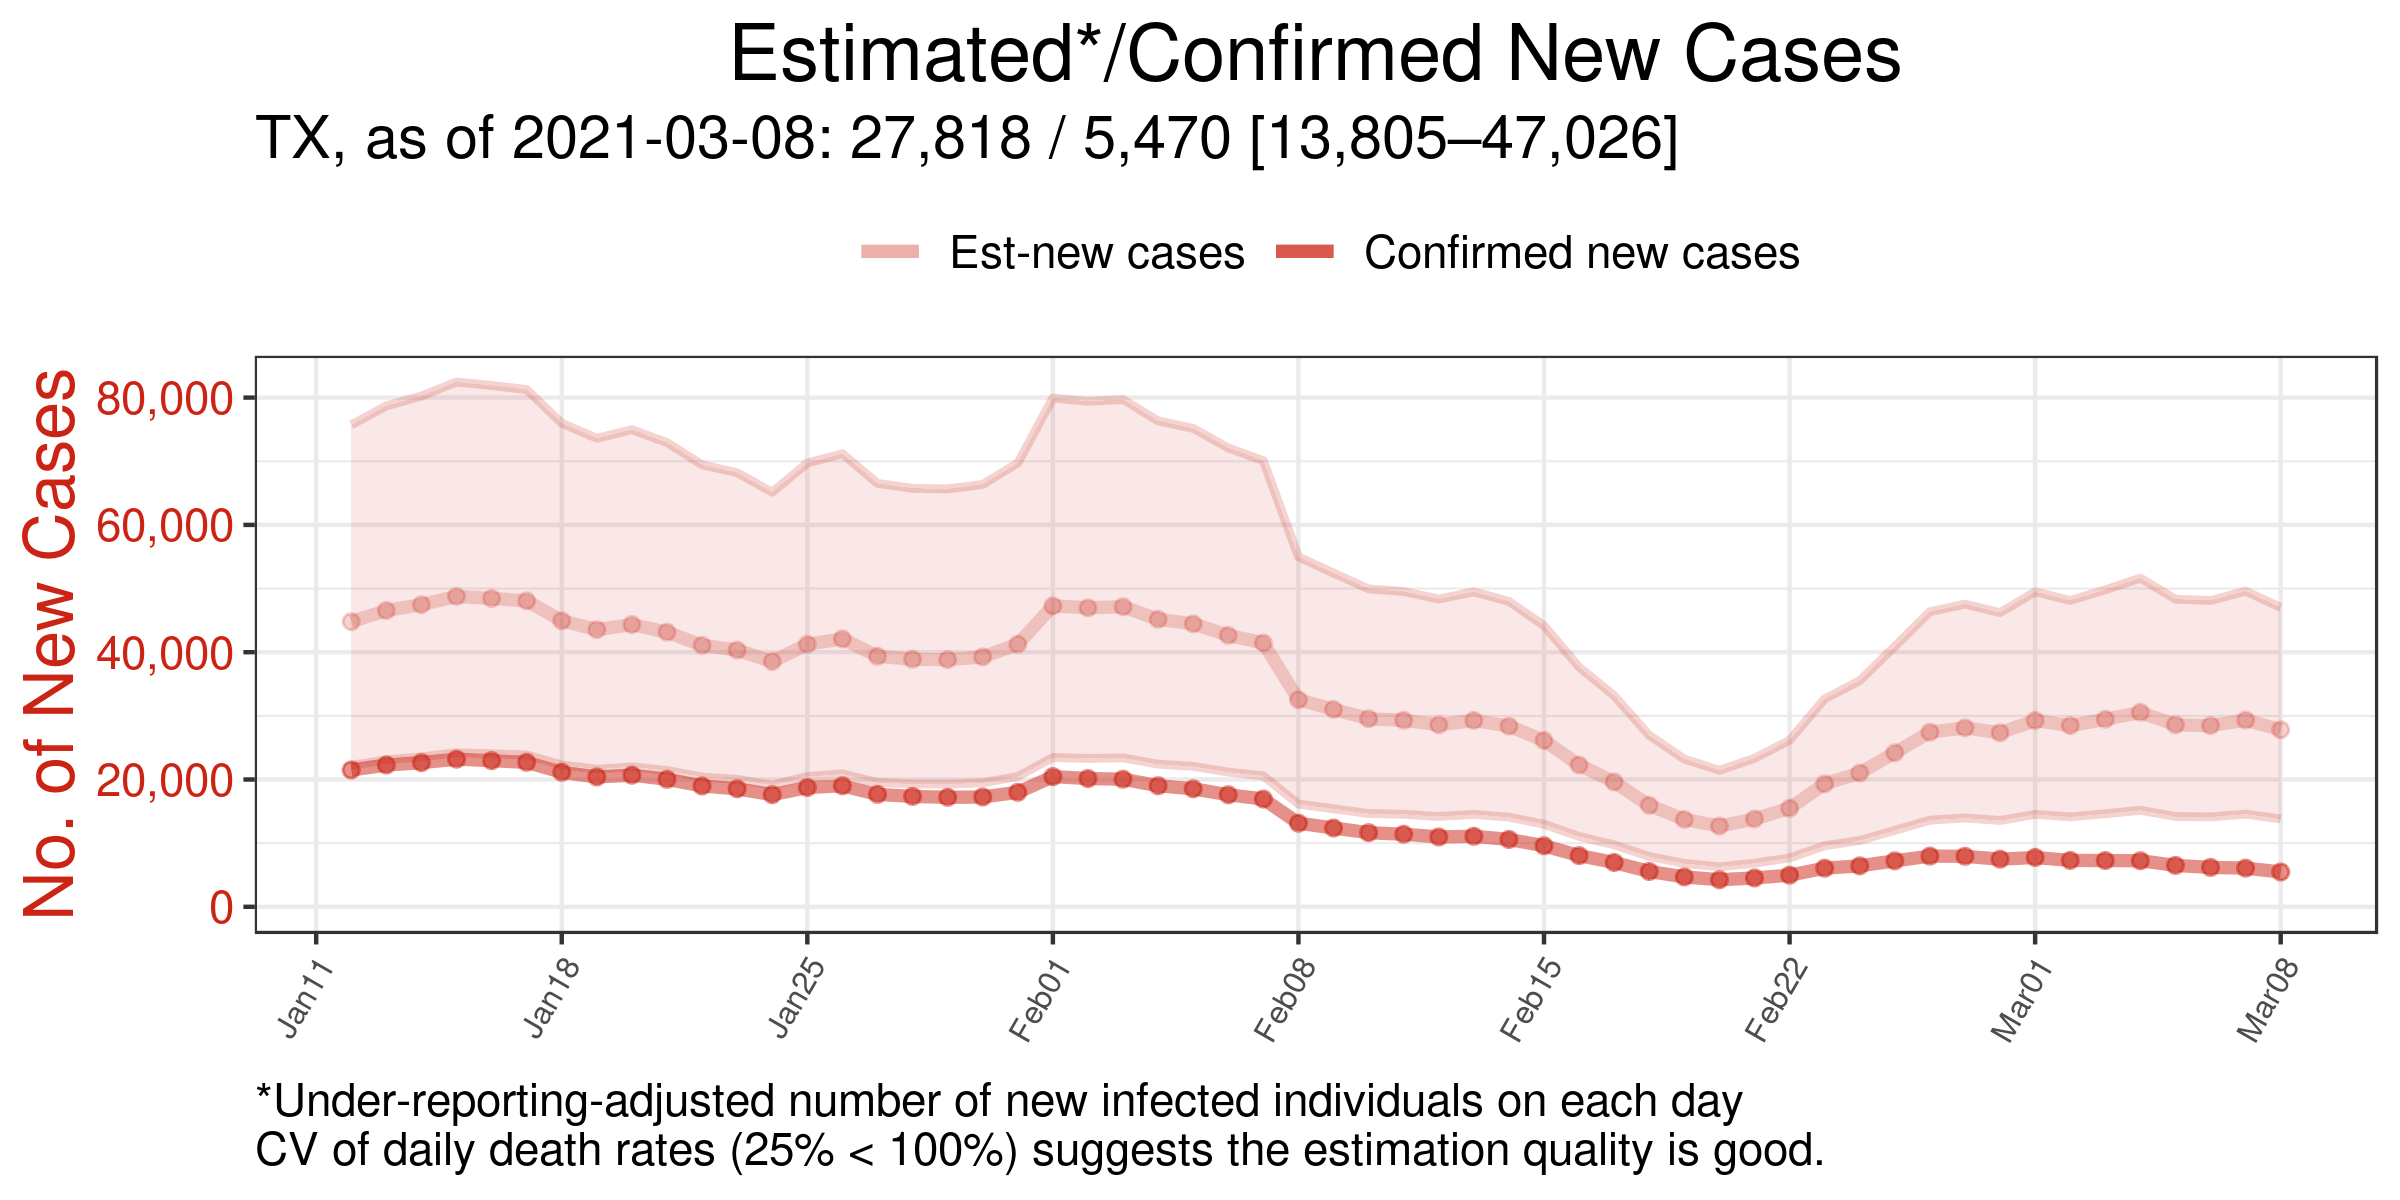 Estimated*/Confirmed New Cases
TX, as of 2021-03-08: 27,818 / 5,470 [13,805–47,026]
Est-new cases
Confirmed new cases
No. of New Cases
80,000
60,000
40,000
20,000
0
Jan11
Jan18
Jan25
Feb01
Feb08
Feb15
Feb22
Mar01
Mar08
*Under-reporting-adjusted number of new infected individuals on each day
CV of daily death rates (25% < 100%) suggests the estimation quality is good.